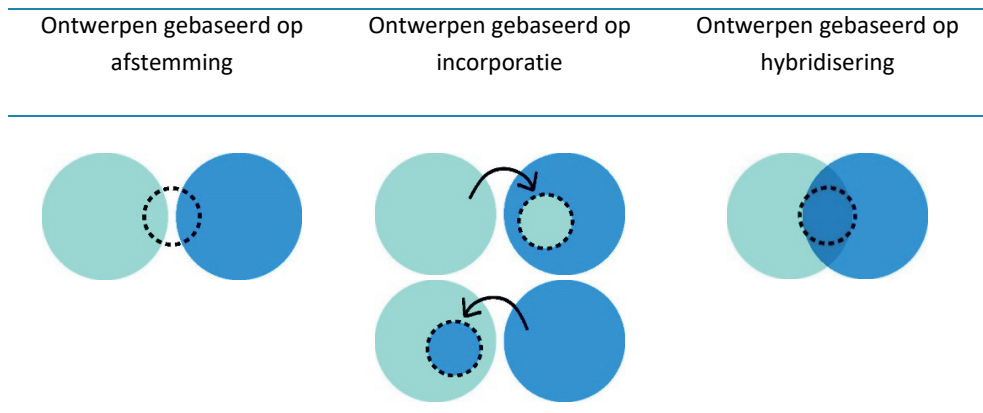 Ontwerpen gebaseerd op
afstemming
Ontwerpen gebaseerd op
incorporatie
Ontwerpen gebaseerd op
hybridisering